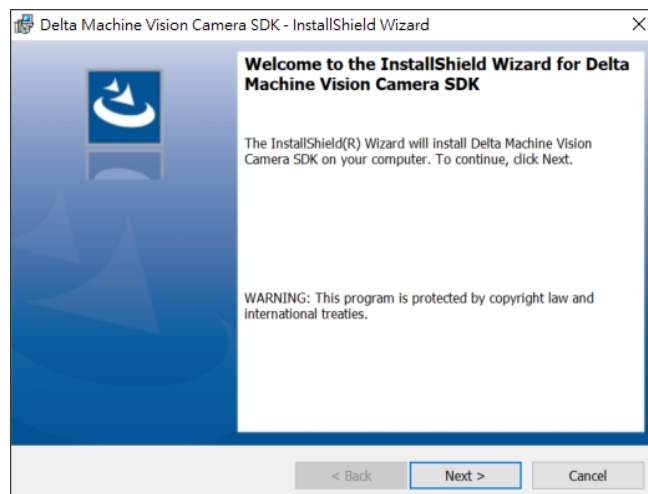 Delta Machine Vision Camera SDK - InstallShield Wizard
Welcome to the InstallShield Wizard for Delta
Machine Vision Camera SDK
The InstallShield(R) Wizard will install Delta Machine Vision
Camera SDK on your computer. To continue, click Next.
WARNING: This program is protected by copyright law and
international treaties.
< Back
Next >
Cancel